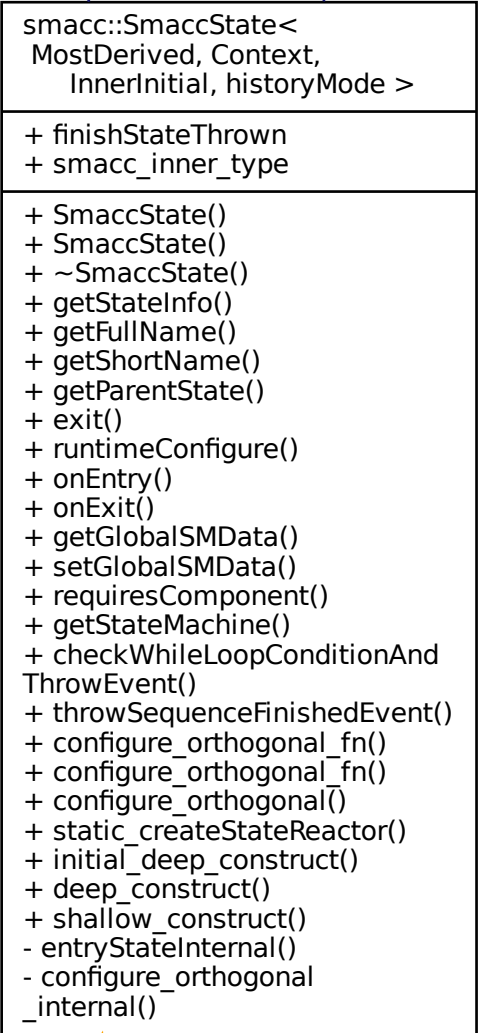 smacc::SmaccState<
MostDerived, Context,
InnerInitial, historyMode >
+ finishStateThrown
+ smacc_inner_type
+ SmaccState()
+ SmaccState()
+ ~SmaccState()
+ getStateInfo()
+ getFullName()
+ getShortName()
+ getParentState()
+ exit()
+ runtimeConfigure()
+ onEntry()
+ onExit()
+ getGlobalSMData()
+ setGlobalSMData()
+ requiresComponent()
+ getStateMachine()
+ checkWhileLoopConditionAnd
ThrowEvent()
+ throwSequenceFinishedEvent()
+ configure_orthogonal_fn()
+ configure_orthogonal_fn()
+ configure_orthogonal()
+ static_createStateReactor()
+ initial_deep_construct()
+ deep_construct()
+ shallow_construct()
- entryStateInternal()
- configure_orthogonal
_internal()